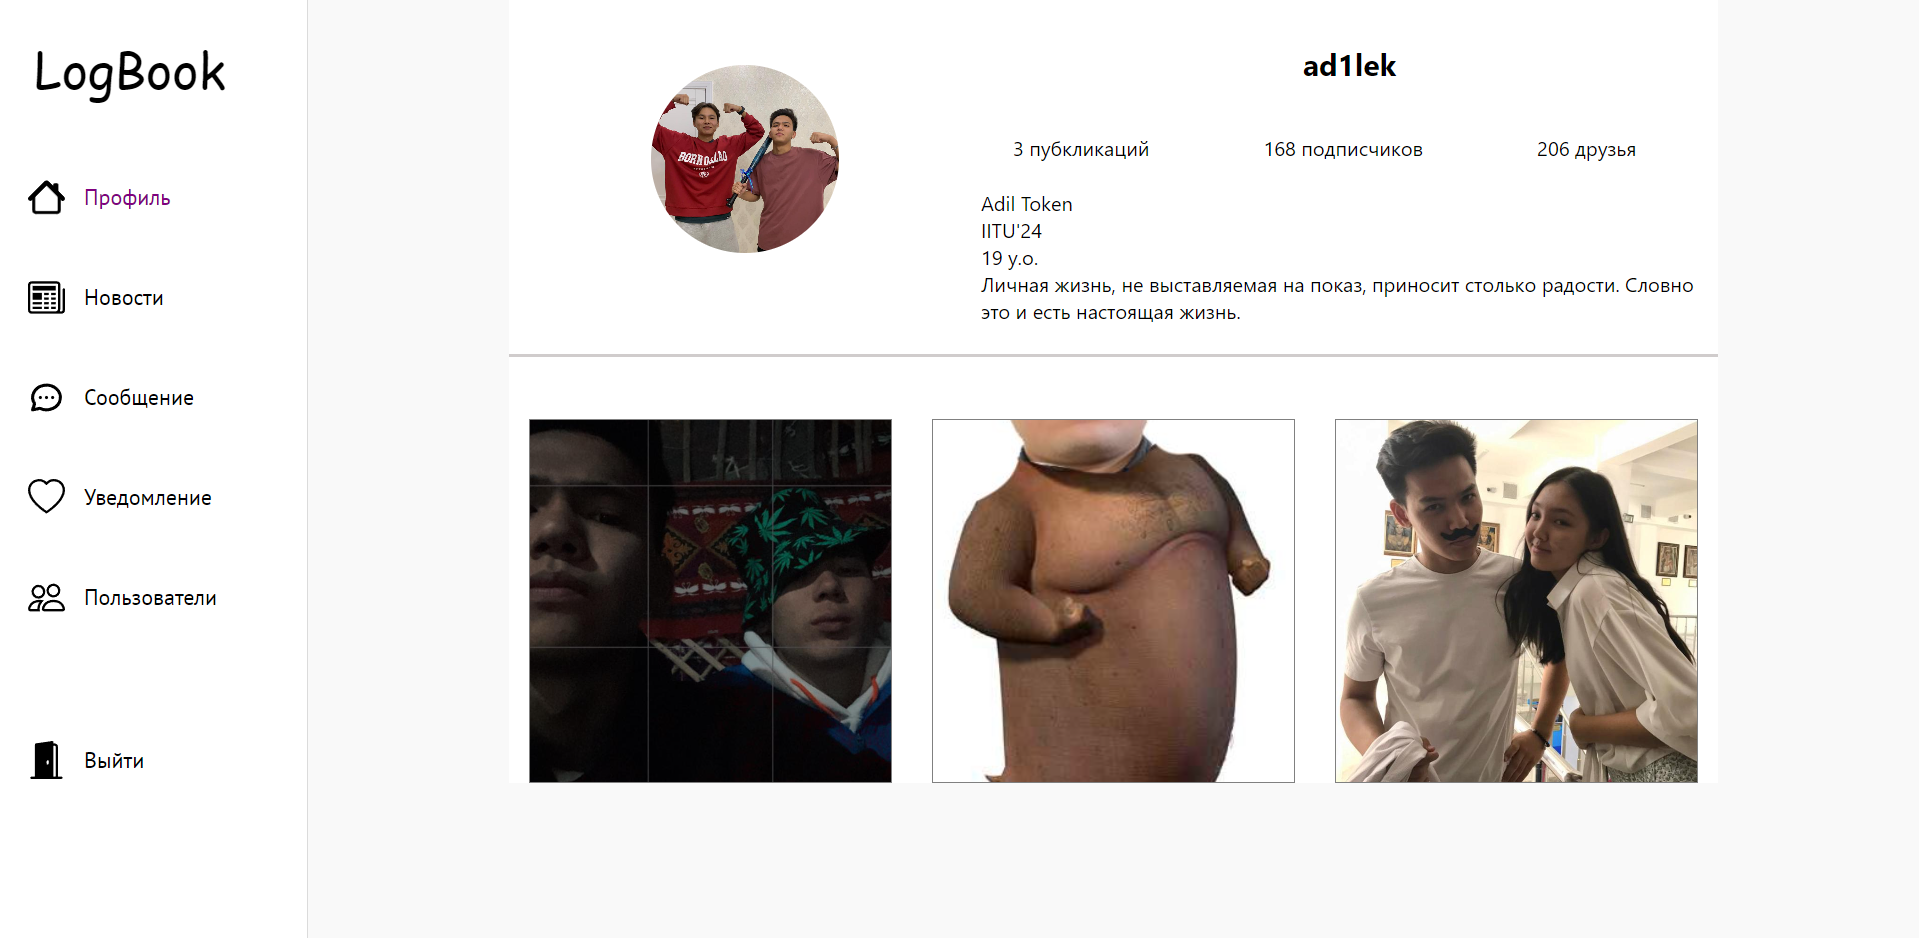 LogBook
Профиль
Новости
Сообщение
Уведомление
Пользователи
Выйти
ad1lek
3 пубкликаций
168 подписчиков
206 друзья
Adil Token
IITU'24
19 y.o.
Личная жизнь, не выставляемая на показ, приносит столько радости. Словно
это и есть настоящая жизнь.